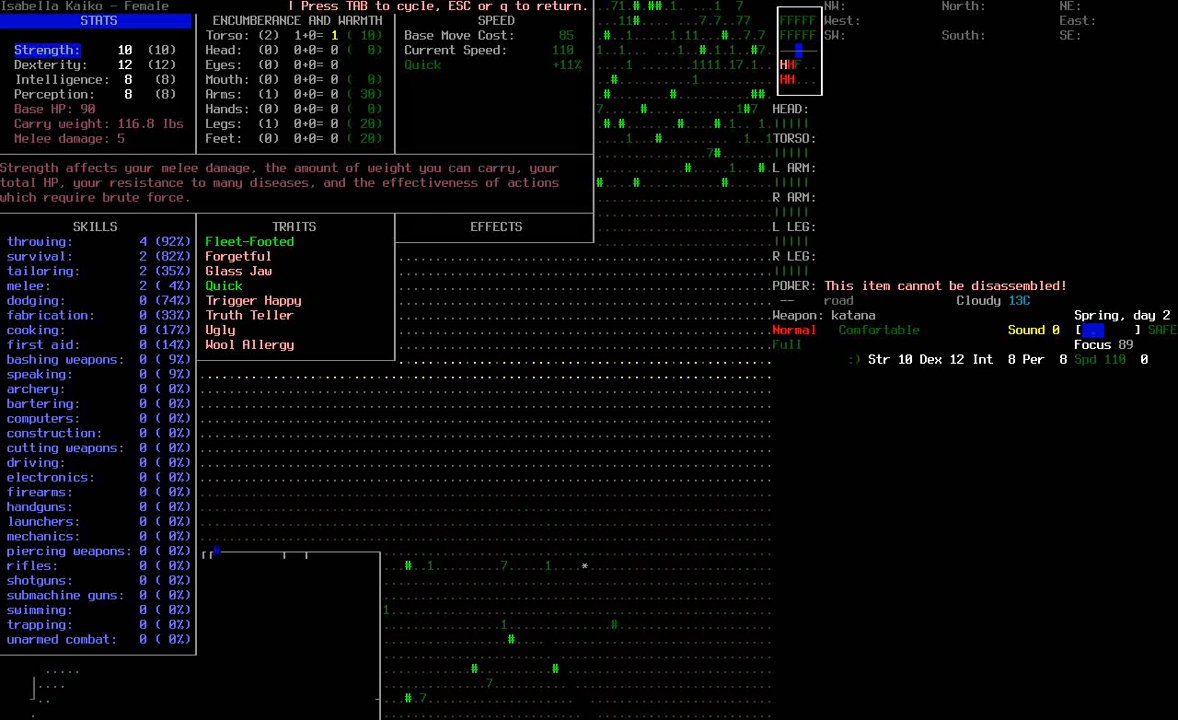 Isabella Kaiko - Female | Press TAB to cycle, ESC or q to return.
STATS
Strength: 10 (10)
Dexterity: 12 (12)
Intelligence: 8 (8)
Perception: 8 (8)
Base HP: 90
Carry weight: 116.8 lbs
Melee damage: 5
ENCUMBERANCE AND WARMTH
Torso: (2) 1+0= 1 ( 10)
Head: (0) 0+0= 0 ( 0)
Eyes: (0) 0+0= 0
Mouth: (0) 0+0= 0 ( 0)
Arms: (1) 0+0= 0 ( 30)
Hands: (0) 0+0= 0 ( 0)
Legs: (1) 0+0= 0 ( 20)
Feet: (0) 0+0= 0 ( 20)
SPEED
Base Move Cost: 85
Current Speed: 110
Quick +11%
Strength affects your melee damage, the amount of weight you can carry, your
total HP, your resistance to many diseases, and the effectiveness of actions
which require brute force.
SKILLS
throwing: 4 (92%)
survival: 2 (82%)
tailoring: 2 (35%)
melee: 2 ( 4%)
dodging: 0 (74%)
fabrication: 0 (33%)
cooking: 0 (17%)
first aid: 0 (14%)
bashing weapons: 0 ( 9%)
speaking: 0 ( 9%)
archery: 0 ( 0%)
bartering: 0 ( 0%)
computers: 0 ( 0%)
construction: 0 ( 0%)
cutting weapons: 0 ( 0%)
driving: 0 ( 0%)
electronics: 0 ( 0%)
firearms: 0 ( 0%)
handguns: 0 ( 0%)
launchers: 0 ( 0%)
mechanics: 0 ( 0%)
piercing weapons: 0 ( 0%)
rifles: 0 ( 0%)
shotguns: 0 ( 0%)
submachine guns: 0 ( 0%)
swimming: 0 ( 0%)
trapping: 0 ( 0%)
unarmed combat: 0 ( 0%)
TRAITS
Fleet-Footed
Forgetful
Glass Jaw
Quick
Trigger Happy
Truth Teller
Ugly
Wool Allergy
EFFECTS
NW: North: NE:
West: East:
SW: South: SE:
FFFFF
FFFFF
HHF
HH
HEAD:
TORSO:
L ARM:
R ARM:
L LEG:
R LEG:
POWER: This item cannot be disassembled!
-- road Cloudy 13C
Weapon: katana Spring, day 2
Normal Comfortable Sound 0 [ . ] SAFE
Full Focus 89
:) Str 10 Dex 12 Int 8 Per 8 Spd 110 0